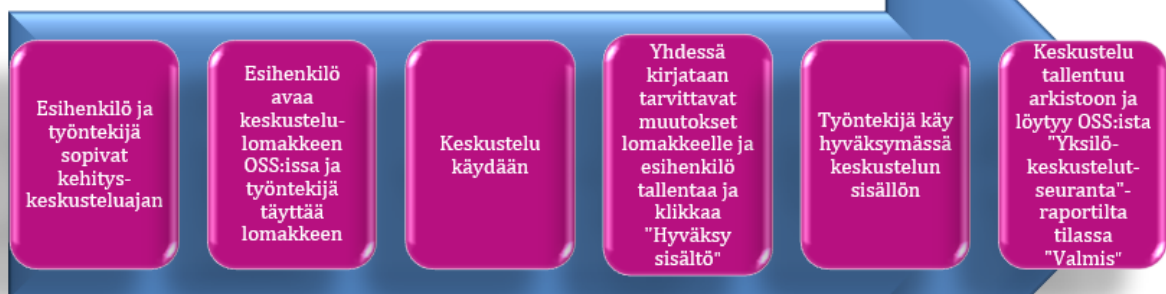 Esihenkilö ja
työntekijä
sopivat
kehitys-
keskusteluajan
Esihenkilö
avaa
keskustelu-
lomakkeen
OSS:issa ja
työntekijä
täyttää
lomakkeen
Keskustelu
käydään
Yhdessä
kirjataan
tarvittavat
muutokset
lomakkeelle ja
esihenkilö
tallentaa ja
klikkaa
"Hyväksy
sisältö"
Työntekijä käy
hyväksymässä
keskustelun
sisällön
Keskustelu
tallentuu
arkistoon ja
löytyy OSS:ista
"Yksilö-
keskustelut-
seuranta"-
raportilta
tilassa
"Valmis"